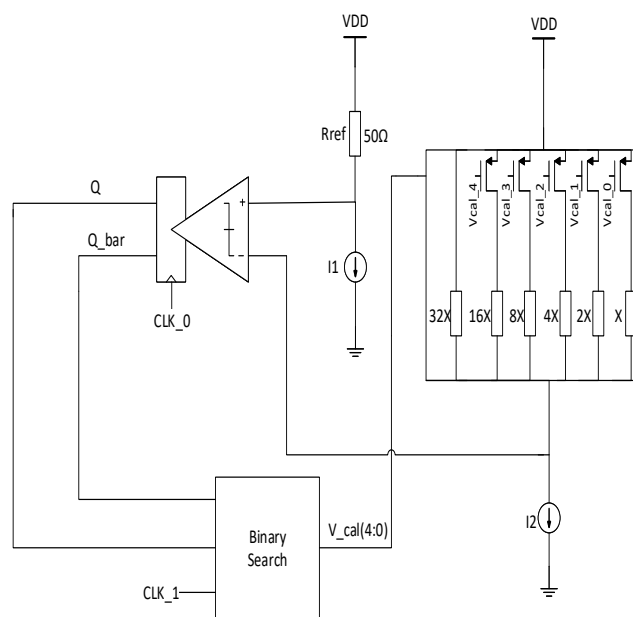 VDD
VDD
Rref
50Ω
Q
Q_bar
CLK_0
+
-
I1
Vcal_4
Vcal_3
Vcal_2
Vcal_1
Vcal_0
32X
16X
8X
4X
2X
X
Binary
Search
V_cal(4:0)
CLK_1
I2